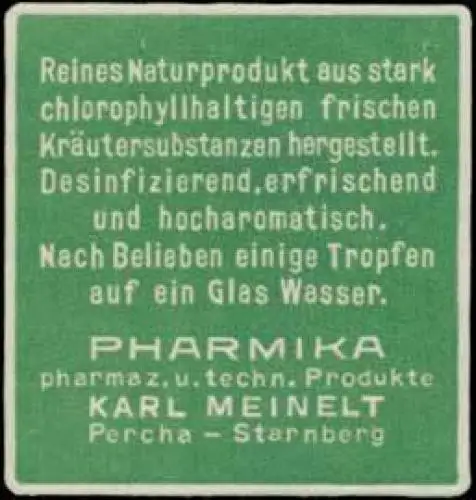 Reines Naturprodukt aus stark
chlorophyllhaltigen frischen
Kräutersubstanzen hergestellt.
Desinfizierend, erfrischend
und hocharomatisch.
Nach Belieben einige Tropfen
auf ein Glas Wasser.
PHARMIKA
pharmaz. u. techn. Produkte
KARL MEINELT
Percha - Starnberg